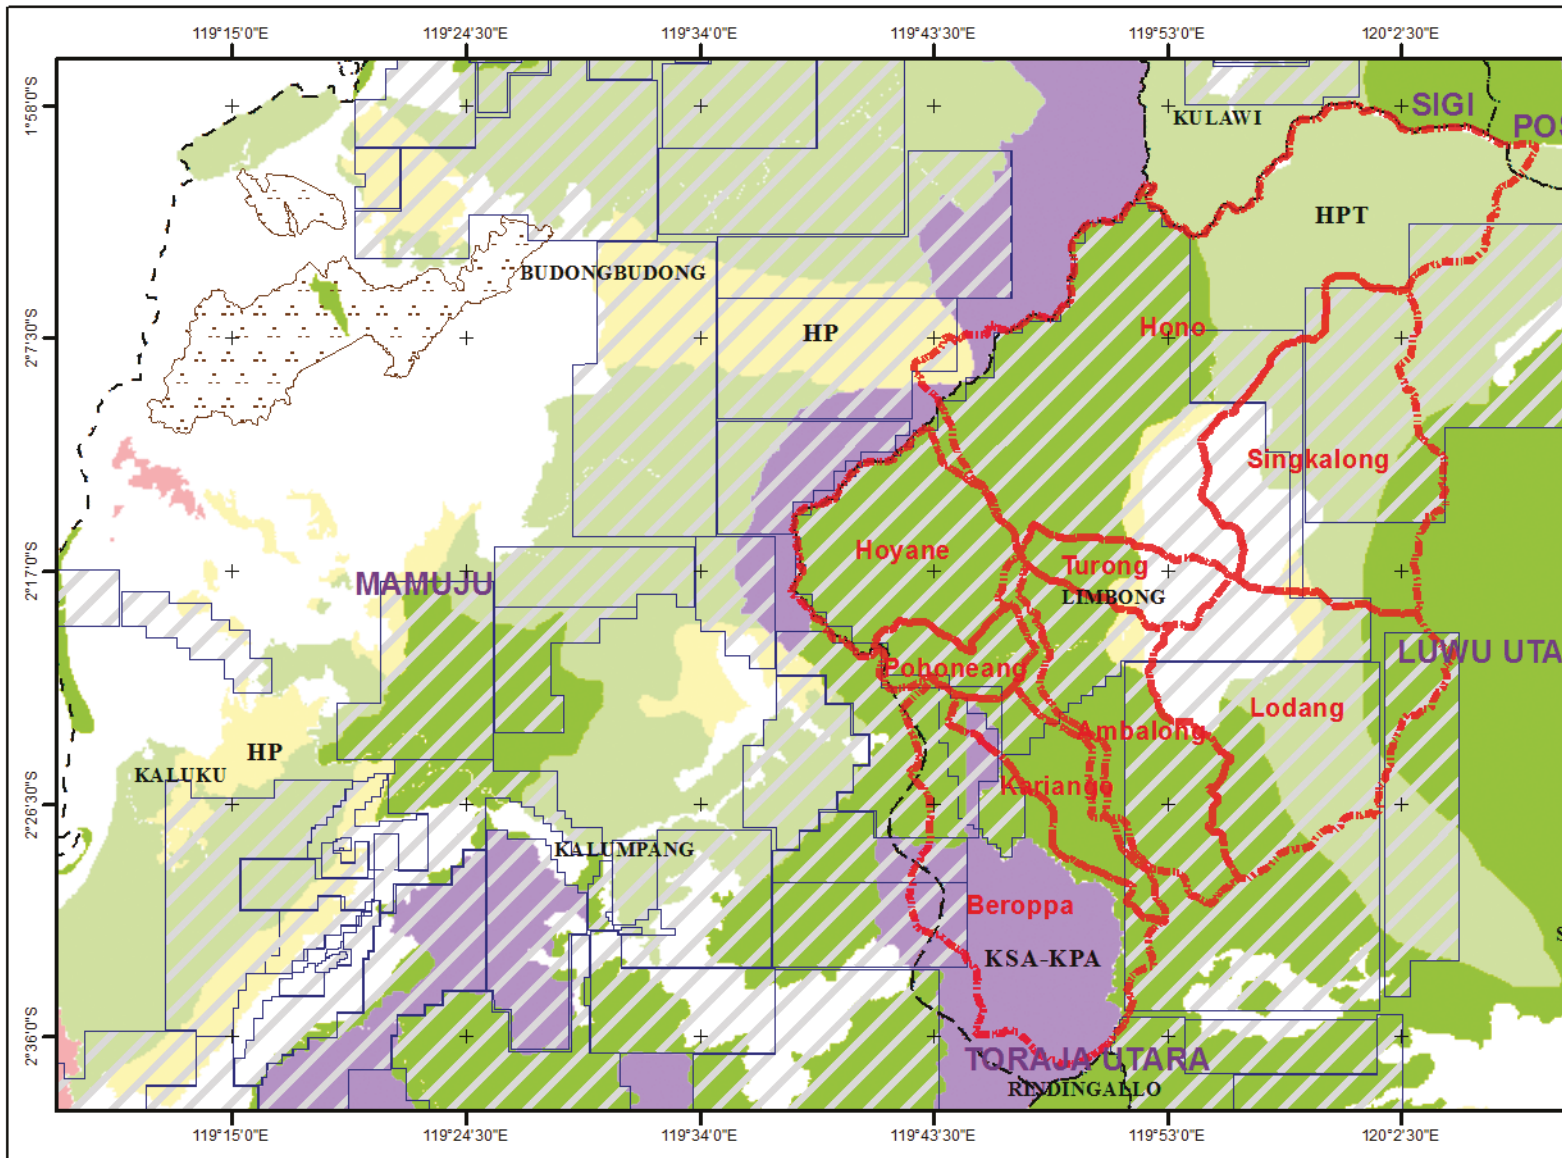 119°15'0"E 119°24'30"E 119°34'0"E 119°43'30"E 119°53'0"E 120°2'30"E
1°58'0"S
2°7'30"S
2°17'0"S
2°26'30"S
2°36'0"S
SIGI
KULAWI
POS
HPT
BUDONGBUDONG
HP
Hono
Singkalong
Hoyane
Turong
MAMUJU
LIMBONG
LUWU UTA
Pohoneang
Lodang
Ambalong
HP
KALUKU
Kariango
KALUMPANG
Beroppa
S
KSA-KPA
TORAJA UTARA
RINDINGALLO
119°15'0"E 119°24'30"E 119°34'0"E 119°43'30"E 119°53'0"E 120°2'30"E